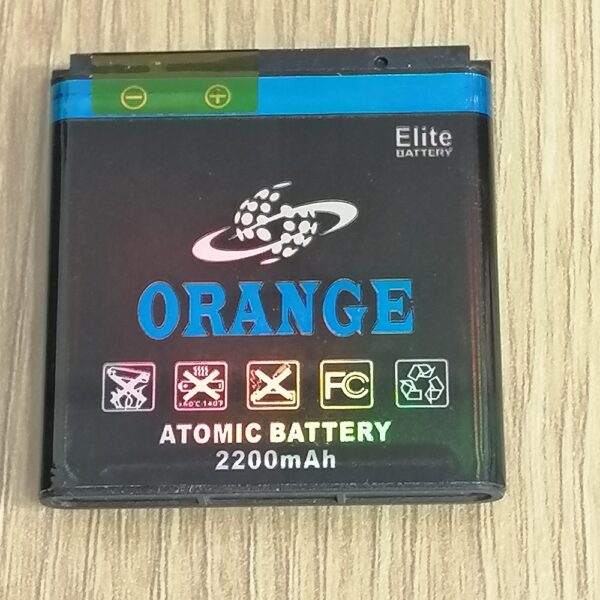 Elite
BATTERY
ORANGE
FC
ATOMIC BATTERY
2200mAh